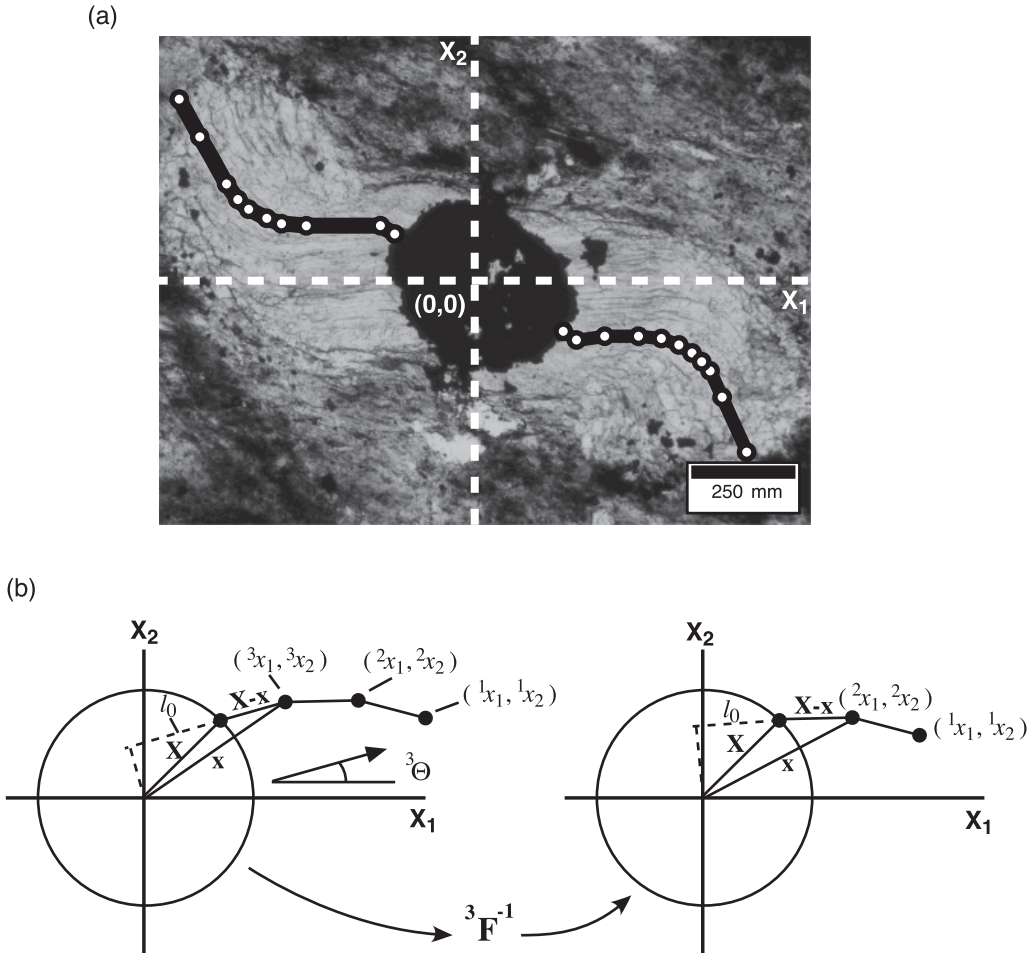 (a)
X₂
(0,0)
X₁
250 mm
(b)
X₂
(³x₁, ³x₂) (²x₁, ²x₂)
(¹x₁, ¹x₂)
l₀
X-x
X
x
³Θ
X₁
X₂
l₀
X-x
(²x₁, ²x₂)
(¹x₁, ¹x₂)
X
x
X₁
³F⁻¹